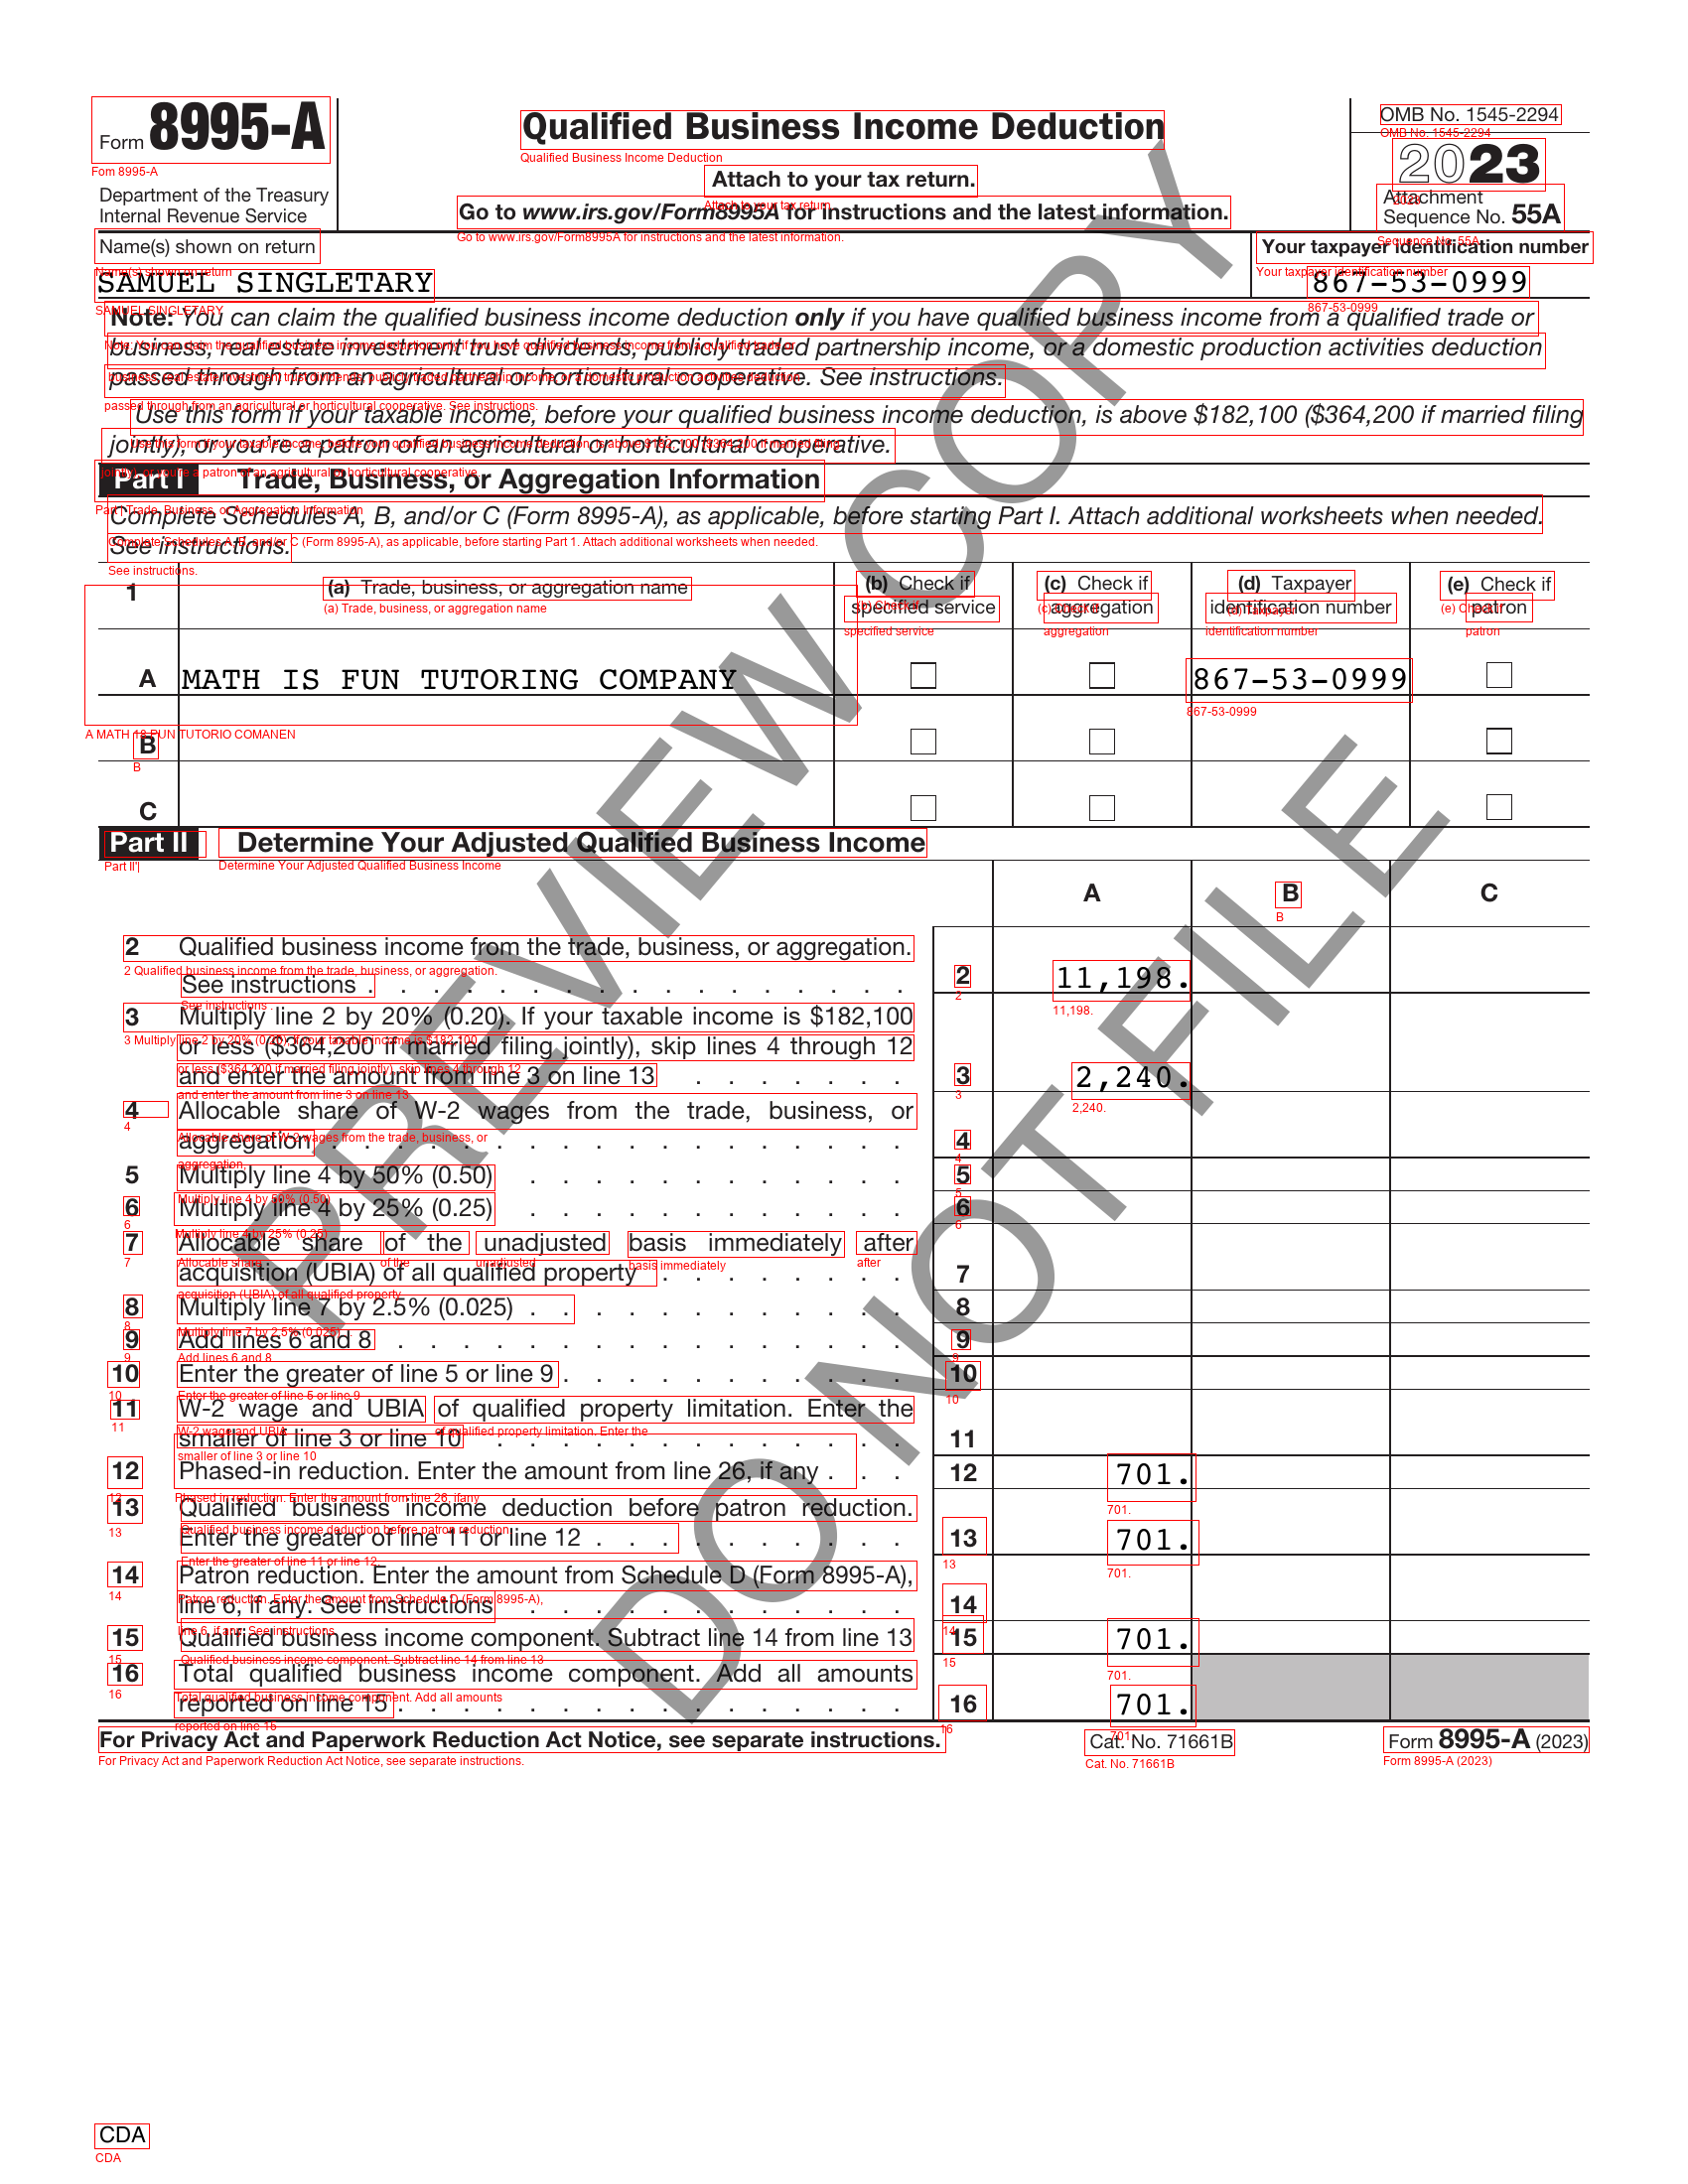 Form 8995-A
Department of the Treasury
Internal Revenue Service
Qualified Business Income Deduction
Attach to your tax return.
Go to www.irs.gov/Form8995A for instructions and the latest information.
OMB No. 1545-2294
2023
Attachment
Sequence No. 55A
Name(s) shown on return
Your taxpayer identification number
SAMUEL SINGLETARY
867-53-0999
Note: You can claim the qualified business income deduction only if you have qualified business income from a qualified trade or
business, real estate investment trust dividends, publicly traded partnership income, or a domestic production activities deduction
passed through from an agricultural or horticultural cooperative. See instructions.
Use this form if your taxable income, before your qualified business income deduction, is above $182,100 ($364,200 if married filing
jointly), or you're a patron of an agricultural or horticultural cooperative.
Part I Trade, Business, or Aggregation Information
Complete Schedules A, B, and/or C (Form 8995-A), as applicable, before starting Part I. Attach additional worksheets when needed.
See instructions.
1 (a) Trade, business, or aggregation name
(b) Check if
specified service
(c) Check if
aggregation
(d) Taxpayer
identification number
(e) Check if
patron
A MATH IS FUN TUTORING COMPANY 867-53-0999
B
C
Part II Determine Your Adjusted Qualified Business Income
A B C
2 Qualified business income from the trade, business, or aggregation.
See instructions . . . . . . . . . . . . . . . . 2 11,198.
3 Multiply line 2 by 20% (0.20). If your taxable income is $182,100
or less ($364,200 if married filing jointly), skip lines 4 through 12
and enter the amount from line 3 on line 13 . . . . . . . 3 2,240.
4 Allocable share of W-2 wages from the trade, business, or
aggregation . . . . . . . . . . . . . . . . . . 4
5 Multiply line 4 by 50% (0.50) . . . . . . . . . . . . 5
6 Multiply line 4 by 25% (0.25) . . . . . . . . . . . . 6
7 Allocable share of the unadjusted basis immediately after
acquisition (UBIA) of all qualified property . . . . . . . . 7
8 Multiply line 7 by 2.5% (0.025) . . . . . . . . . . . . 8
9 Add lines 6 and 8 . . . . . . . . . . . . . . . . 9
10 Enter the greater of line 5 or line 9 . . . . . . . . . . . 10
11 W-2 wage and UBIA of qualified property limitation. Enter the
smaller of line 3 or line 10 . . . . . . . . . . . . . 11
12 Phased-in reduction. Enter the amount from line 26, if any . . . 12 701.
13 Qualified business income deduction before patron reduction.
Enter the greater of line 11 or line 12 . . . . . . . . . . 13 701.
14 Patron reduction. Enter the amount from Schedule D (Form 8995-A),
line 6, if any. See instructions . . . . . . . . . . . . 14
15 Qualified business income component. Subtract line 14 from line 13 15 701.
16 Total qualified business income component. Add all amounts
reported on line 15 . . . . . . . . . . . . . . . . 16 701.
For Privacy Act and Paperwork Reduction Act Notice, see separate instructions.
Cat. No. 71661B
Form 8995-A (2023)
PREVIEW COPY
DO NOT FILE
CDA